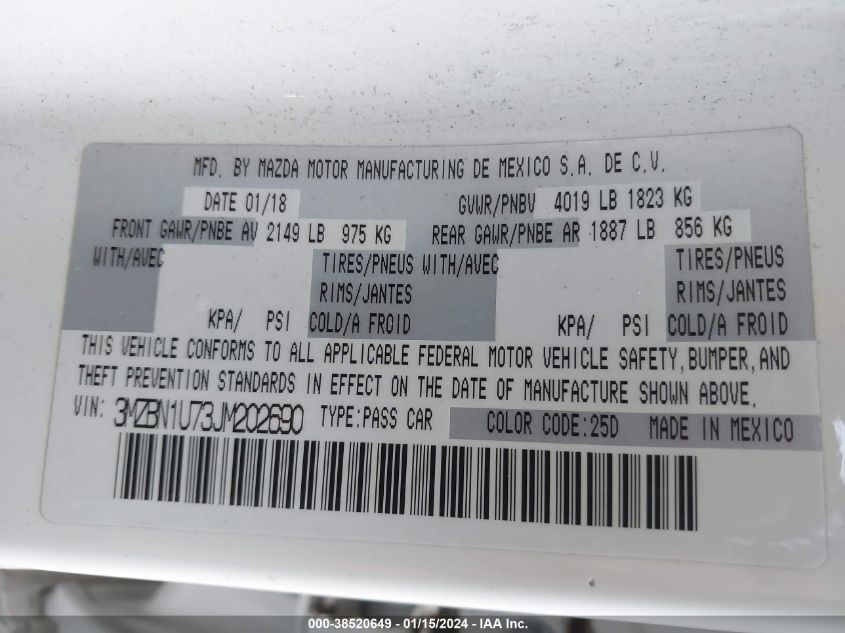 MFD. BY MAZDA MOTOR MANUFACTURING DE MEXICO S.A. DE C.V.
DATE 01/18 GVWR/PNBV 4019 LB 1823 KG
FRONT GAWR/PNBE AV 2149 LB 975 KG REAR GAWR/PNBE AR 1887 LB 856 KG
WITH/AVEC TIRES/PNEUS WITH/AVEC TIRES/PNEUS
RIMS/JANTES RIMS/JANTES
KPA/ PSI COLD/A FROID KPA/ PSI COLD/A FROID
THIS VEHICLE CONFORMS TO ALL APPLICABLE FEDERAL MOTOR VEHICLE SAFETY, BUMPER, AND
THEFT PREVENTION STANDARDS IN EFFECT ON THE DATE OF MANUFACTURE SHOWN ABOVE.
VIN: 3MZBN1U73JM202690 TYPE:PASS CAR COLOR CODE:25D MADE IN MEXICO
000-38520649 - 01/15/2024 - IAA Inc.